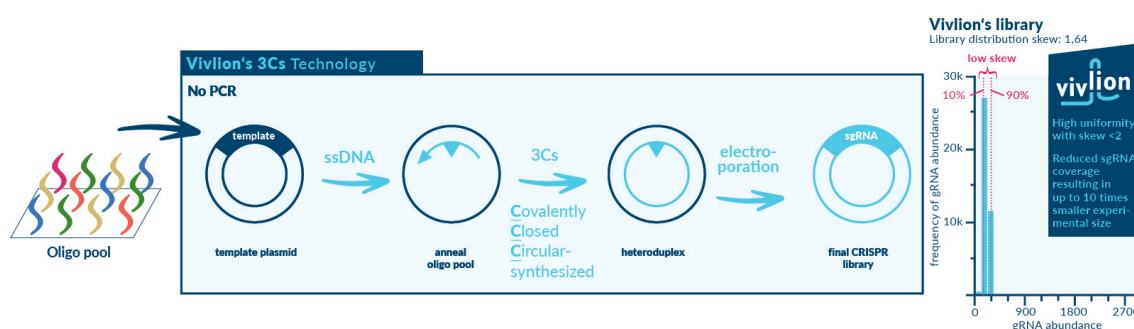 Vivlion's 3Cs Technology
No PCR
Oligo pool
template
template plasmid
ssDNA
anneal
oligo pool
3Cs
Covalently
Closed
Circular-
synthesized
heteroduplex
electro-
poration
sgRNA
final CRISPR
library
Vivlion's library
Library distribution skew: 1,64
low skew
10%
90%
30k
20k
10k
frequency of gRNA abundance
0
900
1800
2700
gRNA abundance
vivlion
High uniformity
with skew <2
Reduced sgRNA
coverage
resulting in
up to 10 times
smaller experi-
mental size